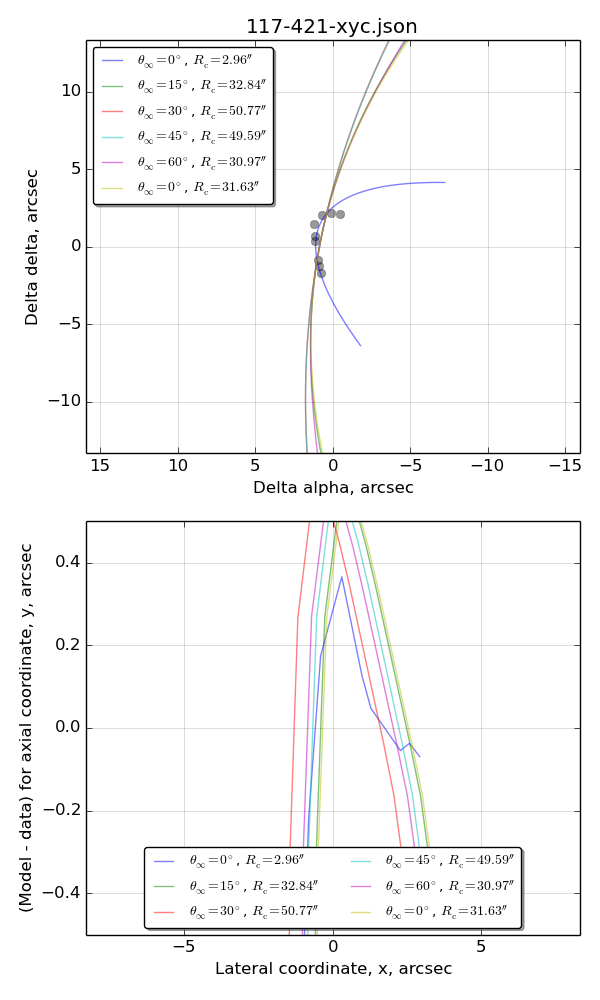 117-421-xyc.json
θ∞=0°, Rc=2.96″
θ∞=15°, Rc=32.84″
θ∞=30°, Rc=50.77″
θ∞=45°, Rc=49.59″
θ∞=60°, Rc=30.97″
θ∞=0°, Rc=31.63″
10
5
0
−5
−10
Delta delta, arcsec
15 10 5 0 −5 −10 −15
Delta alpha, arcsec
0.4
0.2
0.0
−0.2
−0.4
(Model - data) for axial coordinate, y, arcsec
θ∞=0°, Rc=2.96″ θ∞=45°, Rc=49.59″
θ∞=15°, Rc=32.84″ θ∞=60°, Rc=30.97″
θ∞=30°, Rc=50.77″ θ∞=0°, Rc=31.63″
−5 0 5
Lateral coordinate, x, arcsec